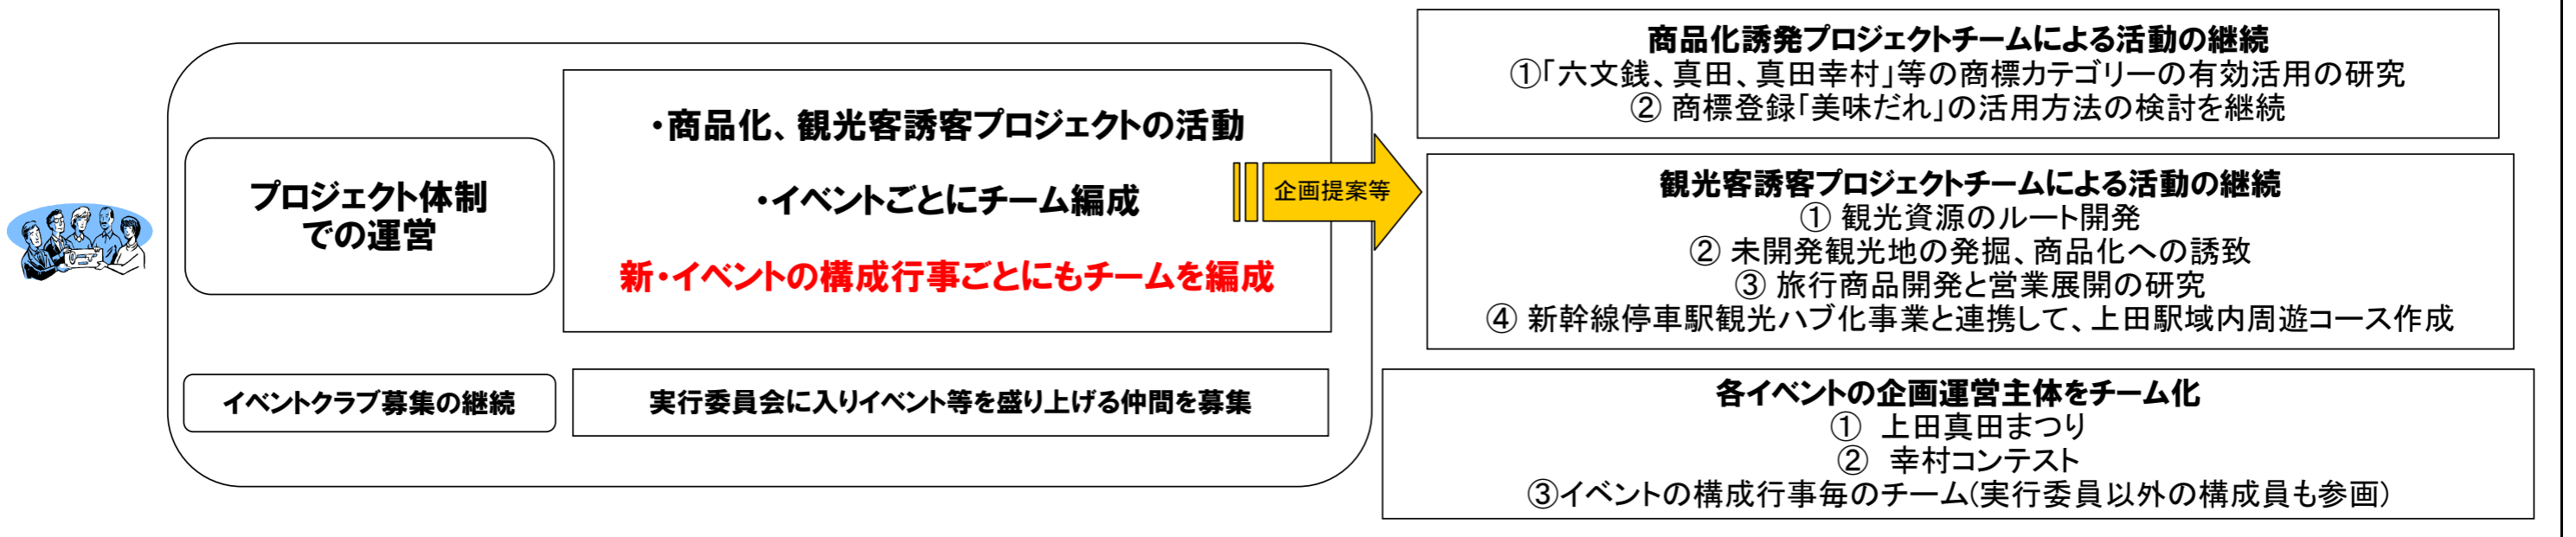 プロジェクト体制
での運営
・商品化、観光客誘客プロジェクトの活動
・イベントごとにチーム編成
新・イベントの構成行事ごとにもチームを編成
イベントクラブ募集の継続
実行委員会に入りイベント等を盛り上げる仲間を募集
企画提案等
商品化誘発プロジェクトチームによる活動の継続
①「六文銭、真田、真田幸村」等の商標カテゴリーの有効活用の研究
② 商標登録「美味だれ」の活用方法の検討を継続
観光客誘客プロジェクトチームによる活動の継続
① 観光資源のルート開発
② 未開発観光地の発掘、商品化への誘致
③ 旅行商品開発と営業展開の研究
④ 新幹線停車駅観光ハブ化事業と連携して、上田駅域内周遊コース作成
各イベントの企画運営主体をチーム化
① 上田真田まつり
② 幸村コンテスト
③イベントの構成行事毎のチーム(実行委員以外の構成員も参画)